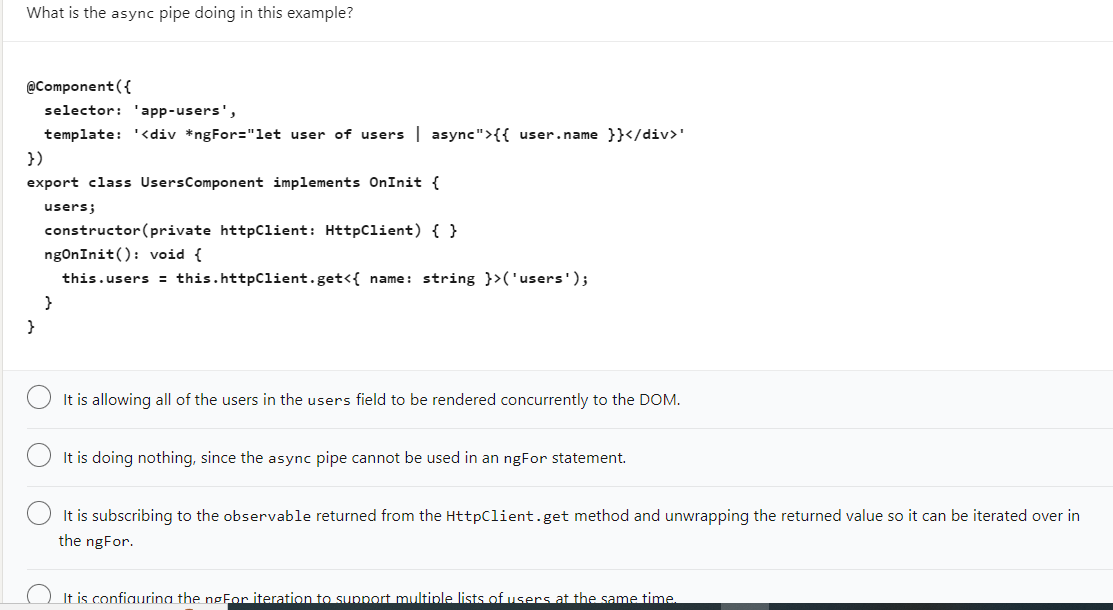 What is the async pipe doing in this example?
@Component({
selector: 'app-users',
template: '<div *ngFor="let user of users | async">{{ user.name }}</div>'
})
export class UsersComponent implements OnInit {
users;
constructor(private httpClient: HttpClient) { }
ngOnInit(): void {
this.users = this.httpClient.get<{ name: string }>('users');
}
}
It is allowing all of the users in the users field to be rendered concurrently to the DOM.
It is doing nothing, since the async pipe cannot be used in an ngFor statement.
It is subscribing to the observable returned from the HttpClient.get method and unwrapping the returned value so it can be iterated over in
the ngFor.
It is configuring the ngFor iteration to support multiple lists of users at the same time.